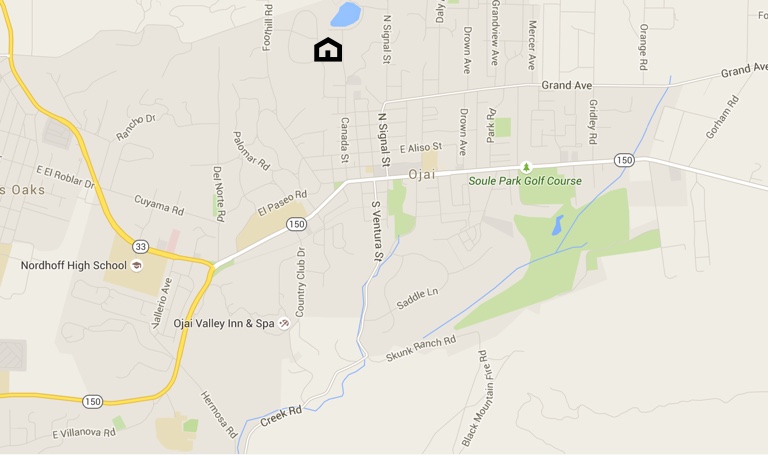 Foothill Rd
N Signal St
Daly
Drown Ave
Grandview Ave
Mercer Ave
Orange Rd
Fo
Grand Ave
Grand Ave
Rancho Dr
Canada St
N Signal St
Drown Ave
Park Rd
Gridley Rd
Gorham Rd
Palomar Rd
E Aliso St
150
E El Roblar Dr
s Oaks
Ojai
Soule Park Golf Course
Del Norte Rd
Cuyama Rd
El Paseo Rd
150
S Ventura St
33
Nordhoff High School
Vallerio Ave
Country Club Dr
Saddle Ln
Ojai Valley Inn & Spa
Skunk Ranch Rd
150
Hermosa Rd
Creek Rd
Black Mountain Fire Rd
E Villanova Rd